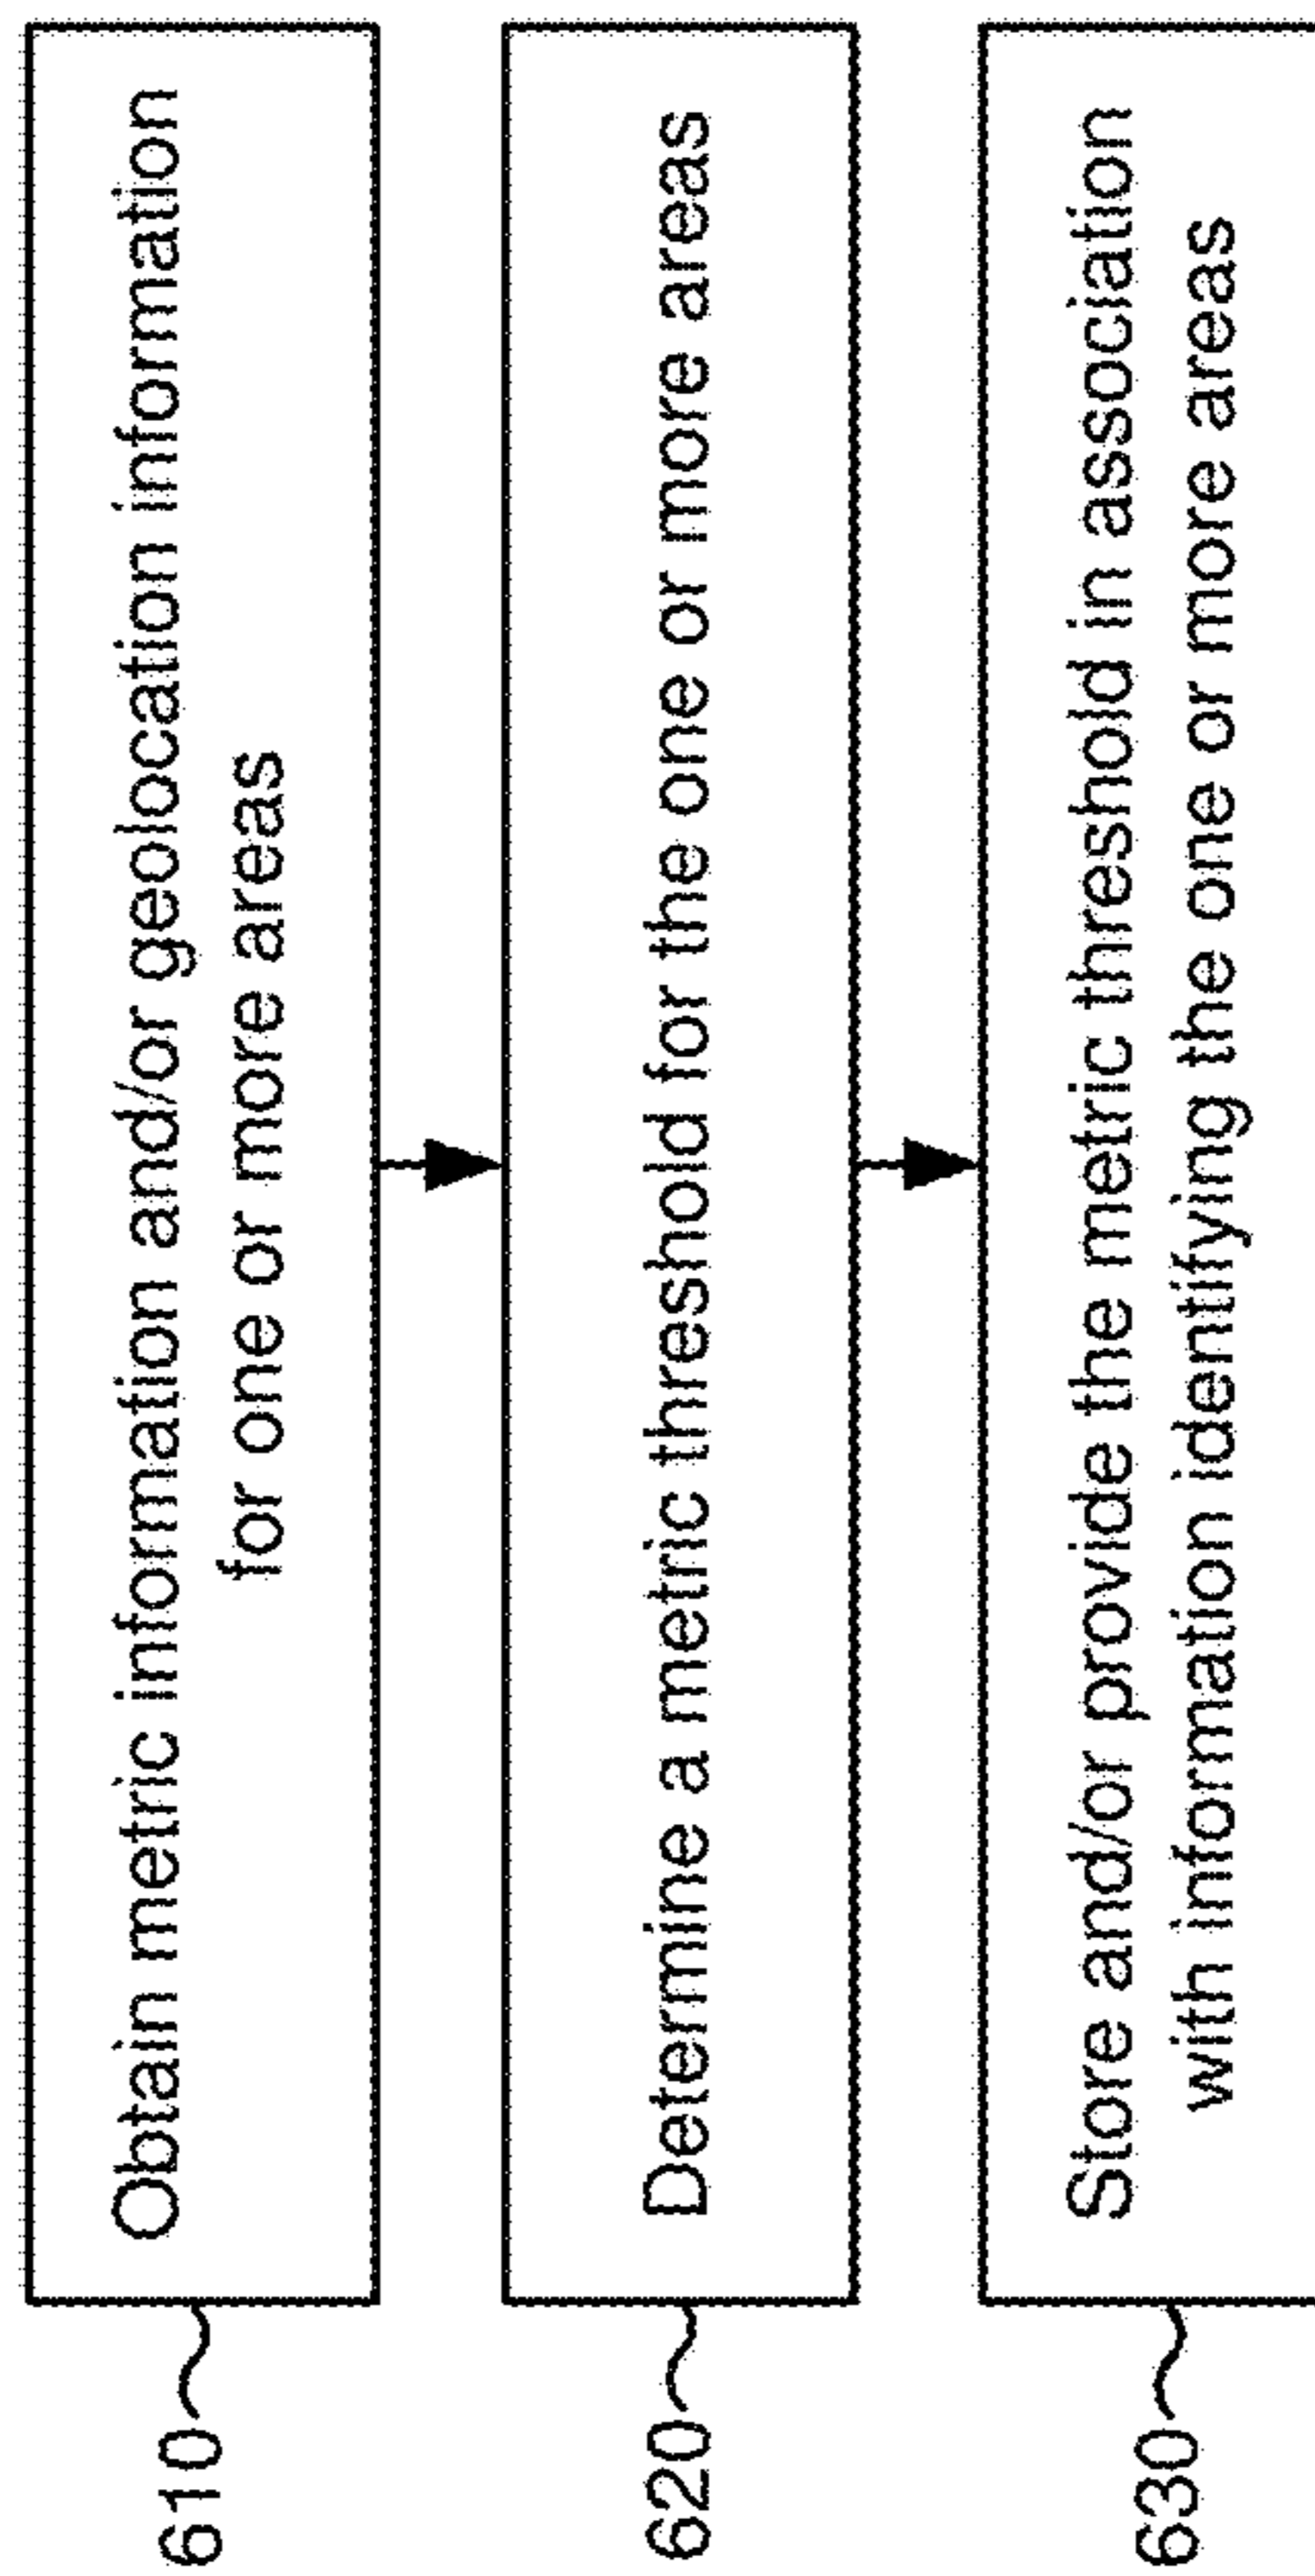 610
Obtain metric information and/or geolocation information
for one or more areas
620
Determine a metric threshold for the one or more areas
630
Store and/or provide the metric threshold in association
with information identifying the one or more areas